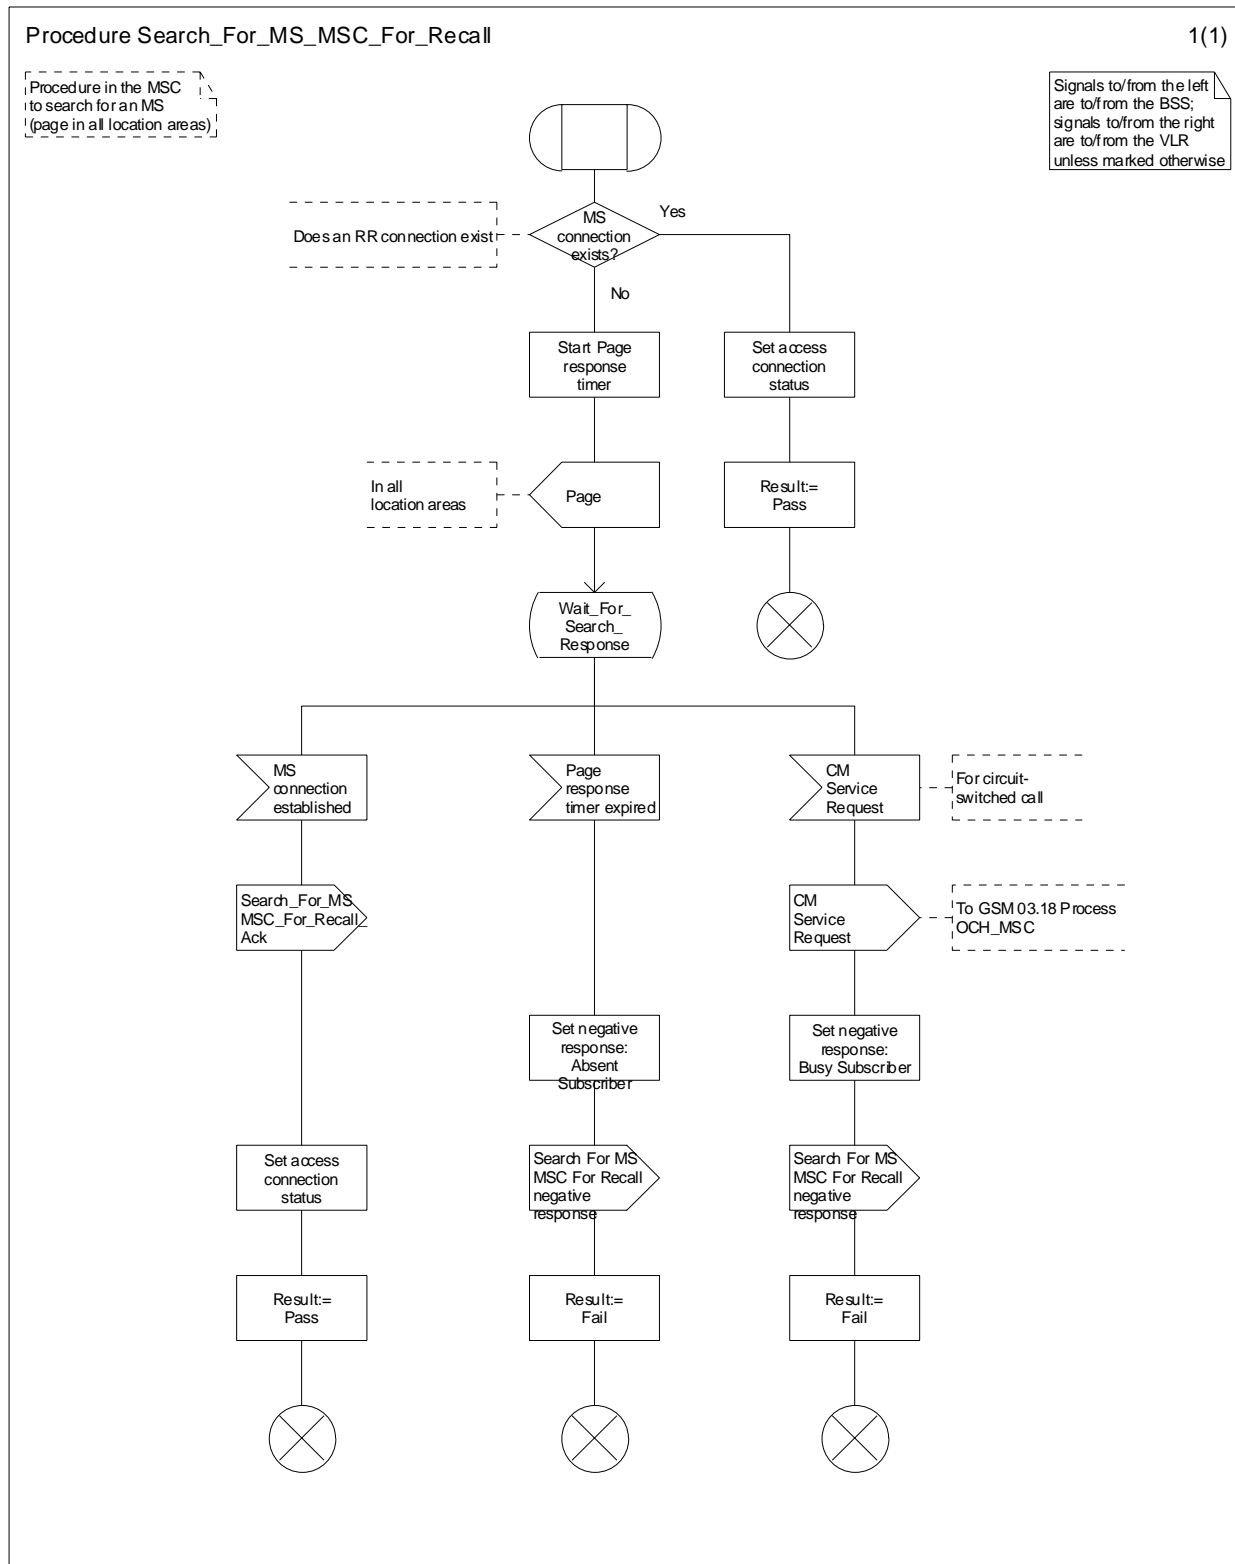 Procedure Search_For_MS_MSC_For_Recall
1(1)
Procedure in the MSC
to search for an MS
(page in all location areas)
Signals to/from the left
are to/from the BSS;
signals to/from the right
are to/from the VLR
unless marked otherwise
Does an RR connection exist
MS
connection
exists?
Yes
No
Start Page
response
timer
Set access
connection
status
In all
location areas
Page
Result:=
Pass
Wait_For_
Search_
Response
MS
connection
established
Page
response
timer expired
CM
Service
Request
For circuit-
switched call
Search_For_MS
MSC_For_Recall_
Ack
CM
Service
Request
To GSM 03.18 Process
OCH_MSC
Set negative
response:
Absent
Subscriber
Set negative
response:
Busy Subscriber
Set access
connection
status
Search For MS
MSC For Recall
negative
response
Search For MS
MSC For Recall
negative
response
Result:=
Pass
Result:=
Fail
Result:=
Fail